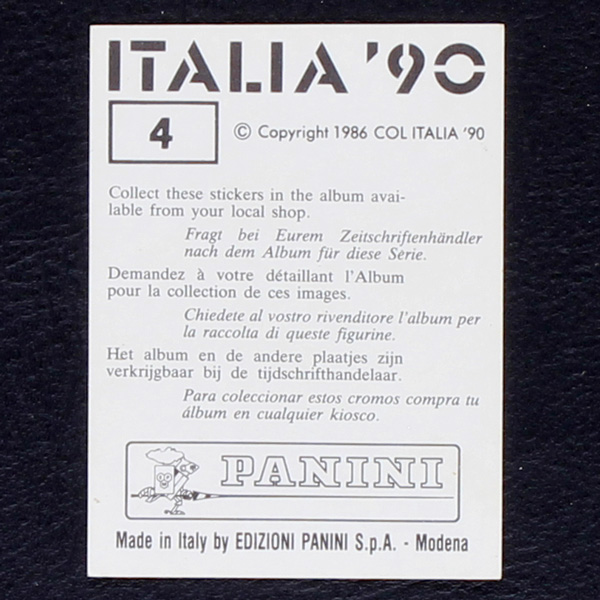 ITALIA '90
4
© Copyright 1986 COL ITALIA '90
Collect these stickers in the album avai-
lable from your local shop.
Fragt bei Eurem Zeitschriftenhändler
nach dem Album für diese Serie.
Demandez à votre détaillant l'Album
pour la collection de ces images.
Chiedete al vostro rivenditore l'album per
la raccolta di queste figurine.
Het album en de andere plaatjes zijn
verkrijgbaar bij de tijdschrifthandelaar.
Para coleccionar estos cromos compra tu
álbum en cualquier kiosco.
PANINI
Made in Italy by EDIZIONI PANINI S.p.A. - Modena